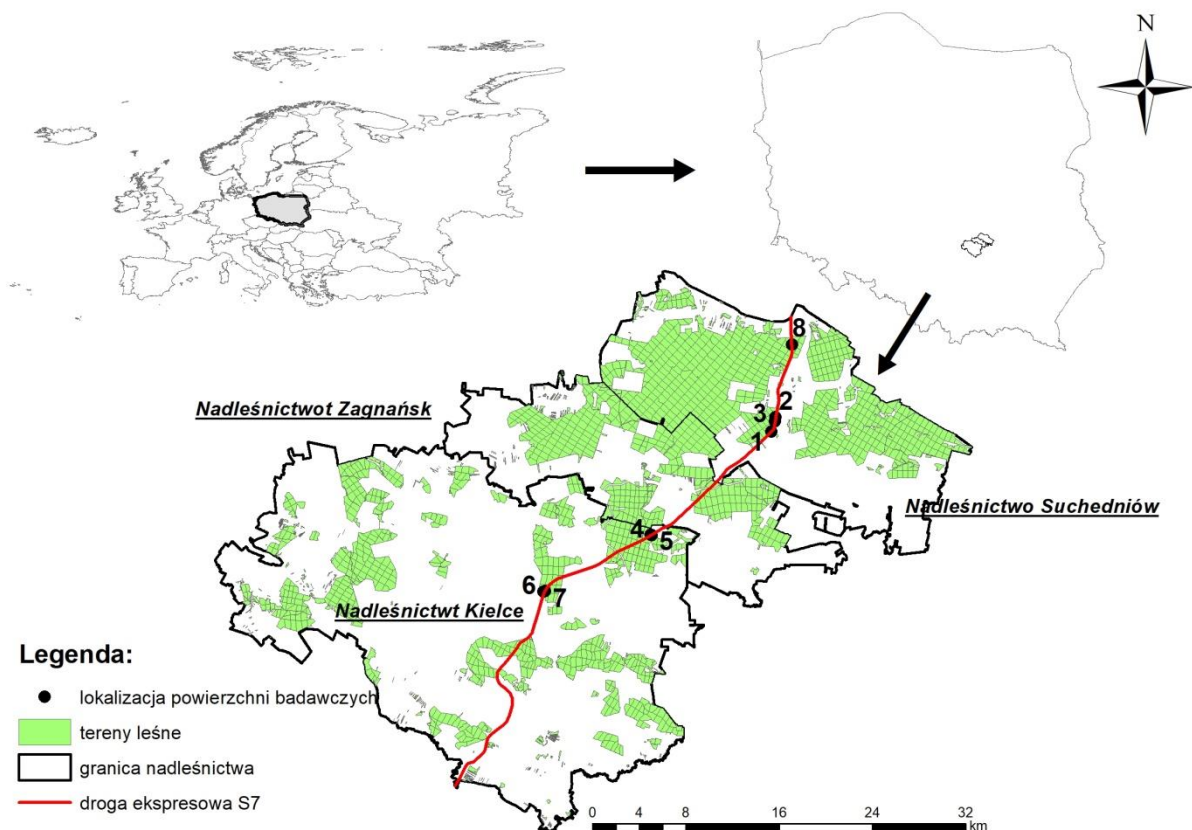 N
8
2
3
1
Nadleśnictwot Zagnańsk
Nadleśnictwo Suchedniów
4
5
6
7
Nadleśnictwt Kielce
Legenda:
lokalizacja powierzchni badawczych
tereny leśne
granica nadleśnictwa
droga ekspresowa S7
0 4 8 16 24 32
km